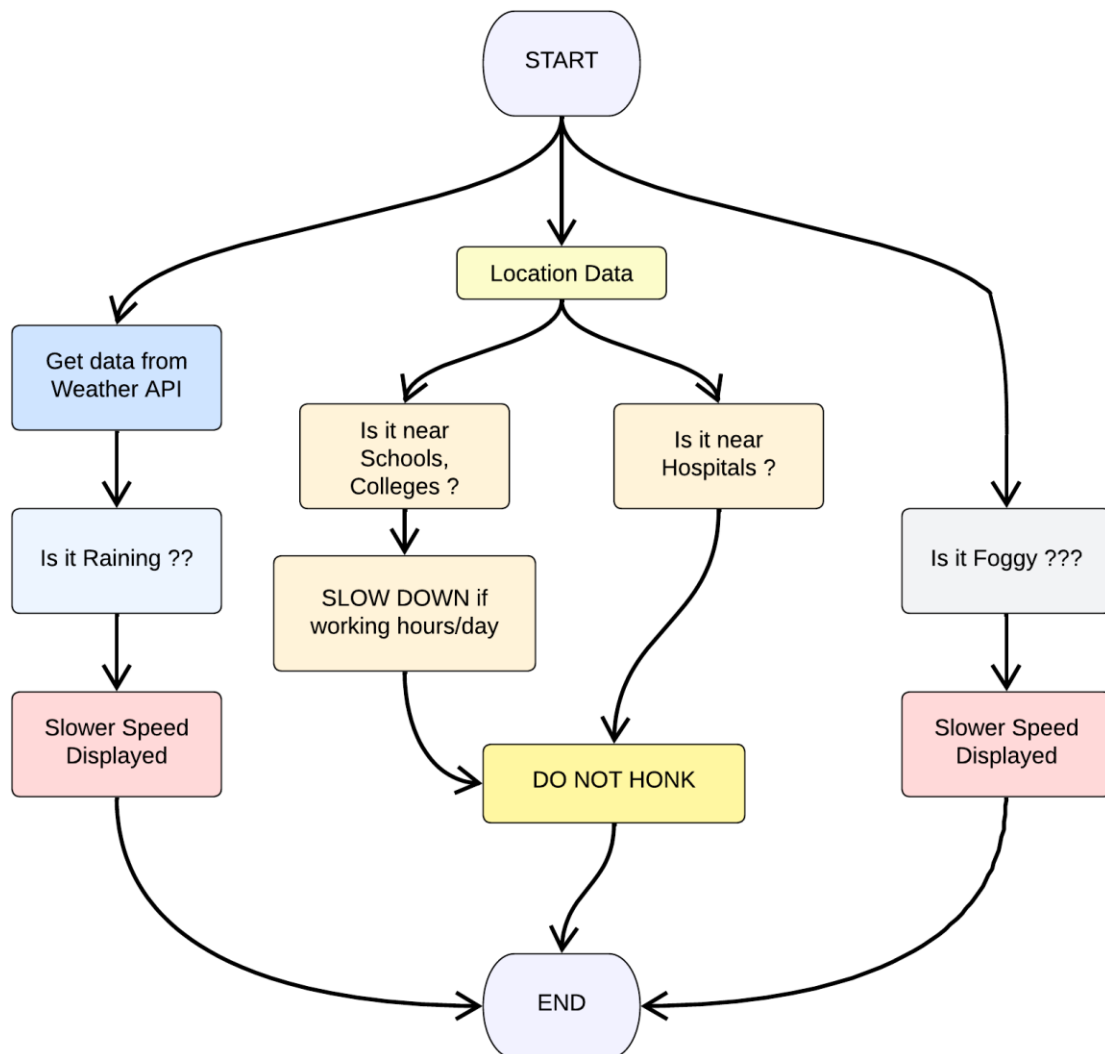 START
Location Data
Get data from
Weather API
Is it near
Schools,
Colleges ?
Is it near
Hospitals ?
Is it Raining ??
Is it Foggy ???
SLOW DOWN if
working hours/day
Slower Speed
Displayed
DO NOT HONK
Slower Speed
Displayed
END